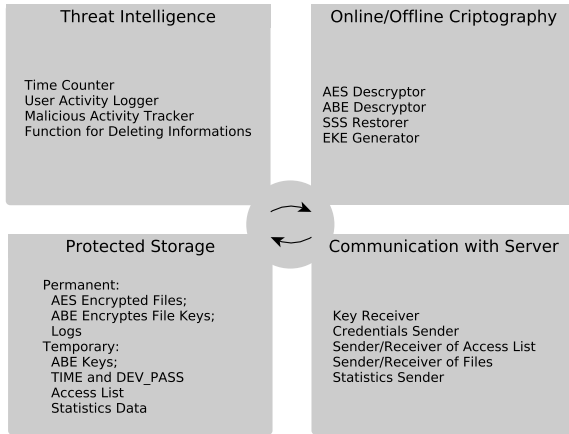 Threat Intelligence
Time Counter
User Activity Logger
Malicious Activity Tracker
Function for Deleting Informations
Online/Offline Criptography
AES Descryptor
ABE Descryptor
SSS Restorer
EKE Generator
Protected Storage
Permanent:
AES Encrypted Files;
ABE Encryptes File Keys;
Logs
Temporary:
ABE Keys;
TIME and DEV_PASS
Access List
Statistics Data
Communication with Server
Key Receiver
Credentials Sender
Sender/Receiver of Access List
Sender/Receiver of Files
Statistics Sender